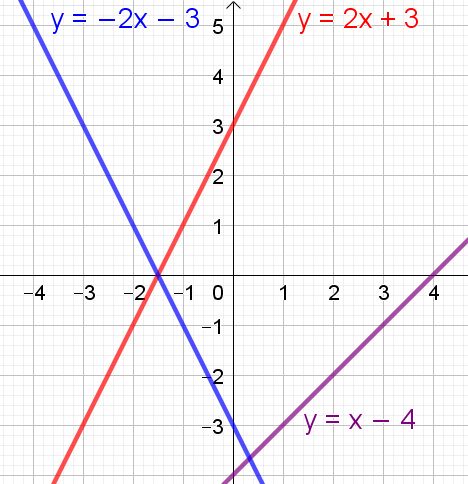 y = −2x − 3
y = 2x + 3
5
4
3
2
1
−4 −3 −2 −1 0 1 2 3 4
−1
−2
−3
y = x − 4